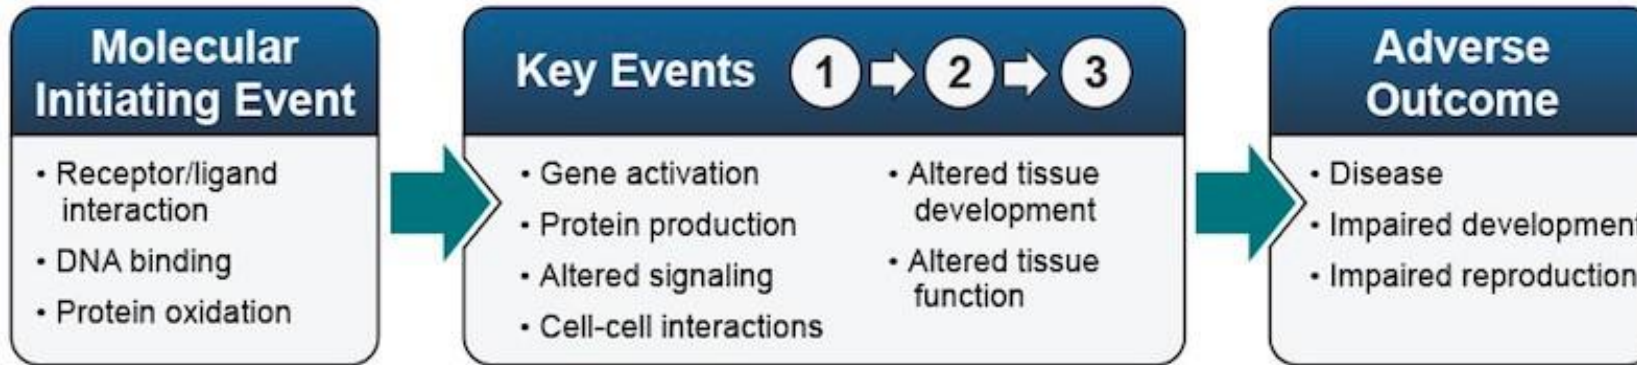 Molecular
Initiating Event
• Receptor/ligand
interaction
• DNA binding
• Protein oxidation
Key Events 1 2 3
• Gene activation
• Protein production
• Altered signaling
• Cell-cell interactions
• Altered tissue
development
• Altered tissue
function
Adverse
Outcome
• Disease
• Impaired development
• Impaired reproduction